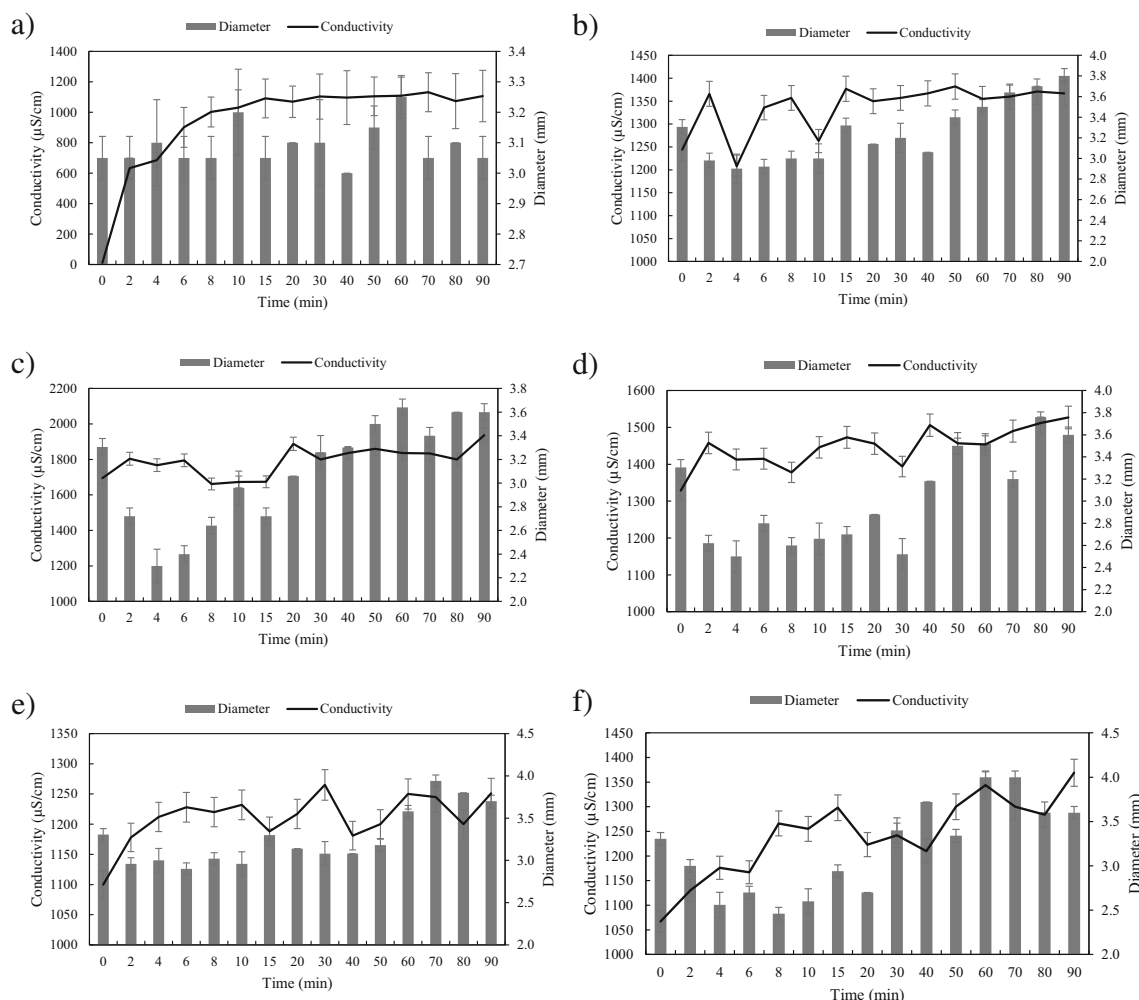 a)
Diameter Conductivity
1400
1200
1000
800
600
400
200
0
Conductivity (µS/cm)
3.4
3.3
3.2
3.1
3.0
2.9
2.8
2.7
Diameter (mm)
0 2 4 6 8 10 15 20 30 40 50 60 70 80 90
Time (min)
b)
Diameter Conductivity
1450
1400
1350
1300
1250
1200
1150
1100
1050
1000
Conductivity (µS/cm)
4.0
3.8
3.6
3.4
3.2
3.0
2.8
2.6
2.4
2.2
2.0
Diameter (mm)
0 2 4 6 8 10 15 20 30 40 50 60 70 80 90
Time (min)
c)
Diameter Conductivity
2200
2000
1800
1600
1400
1200
1000
Conductivity (µS/cm)
3.8
3.6
3.4
3.2
3.0
2.8
2.6
2.4
2.2
2.0
Diameter (mm)
0 2 4 6 8 10 15 20 30 40 50 60 70 80 90
Time (min)
d)
Diameter Conductivity
1600
1500
1400
1300
1200
1100
1000
Conductivity (µS/cm)
4.0
3.8
3.6
3.4
3.2
3.0
2.8
2.6
2.4
2.2
2.0
Diameter (mm)
0 2 4 6 8 10 15 20 30 40 50 60 70 80 90
Time (min)
e)
Diameter Conductivity
1350
1300
1250
1200
1150
1100
1050
1000
Conductivity (µS/cm)
4.5
4.0
3.5
3.0
2.5
2.0
Diameter (mm)
0 2 4 6 8 10 15 20 30 40 50 60 70 80 90
Time (min)
f)
Diameter Conductivity
1450
1400
1350
1300
1250
1200
1150
1100
1050
1000
Conductivity (µS/cm)
4.5
4.0
3.5
3.0
2.5
2.0
Diameter (mm)
0 2 4 6 8 10 15 20 30 40 50 60 70 80 90
Time (min)